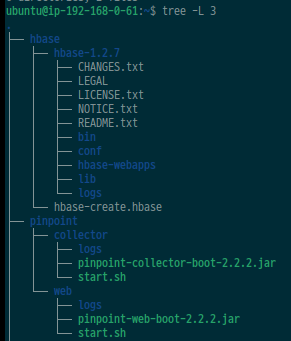 ubuntu@ip-192-168-0-61:~$ tree -L 3
.
├── hbase
│   ├── hbase-1.2.7
│   │   ├── CHANGES.txt
│   │   ├── LEGAL
│   │   ├── LICENSE.txt
│   │   ├── NOTICE.txt
│   │   ├── README.txt
│   │   ├── bin
│   │   ├── conf
│   │   ├── hbase-webapps
│   │   ├── lib
│   │   └── logs
│   └── hbase-create.hbase
├── pinpoint
│   ├── collector
│   │   ├── logs
│   │   ├── pinpoint-collector-boot-2.2.2.jar
│   │   └── start.sh
│   └── web
│       ├── logs
│       ├── pinpoint-web-boot-2.2.2.jar
│       └── start.sh